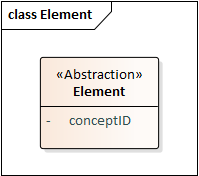 class Element
«Abstraction»
Element
- conceptID